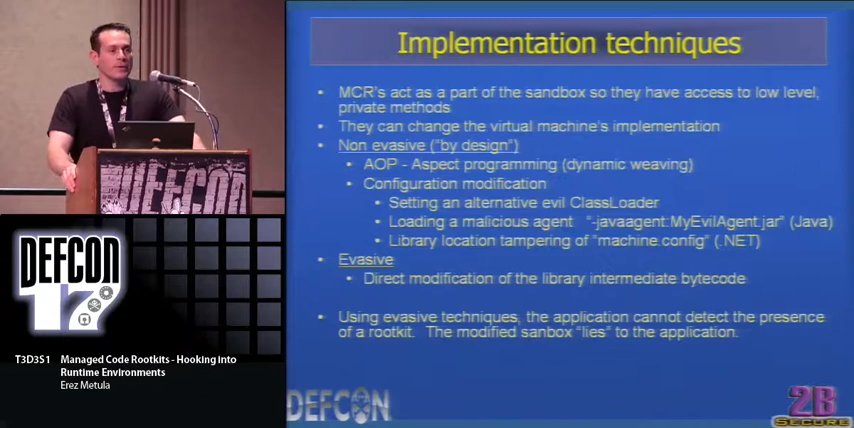 Implementation techniques
MCR's act as a part of the sandbox so they have access to low level,
private methods
They can change the virtual machine's implementation
Non evasive ("by design")
AOP - Aspect programming (dynamic weaving)
Configuration modification
Setting an alternative evil ClassLoader
Loading a malicious agent "-javaagent:MyEvilAgent.jar" (Java)
Library location tampering of "machine.config" (.NET)
Evasive
Direct modification of the library intermediate bytecode
Using evasive techniques, the application cannot detect the presence
of a rootkit. The modified sanbox "lies" to the application.
DEFCON
DEFCON
17
T3D3S1 Managed Code Rootkits - Hooking into
Runtime Environments
Erez Metula
DEFCON
2B
SECURE